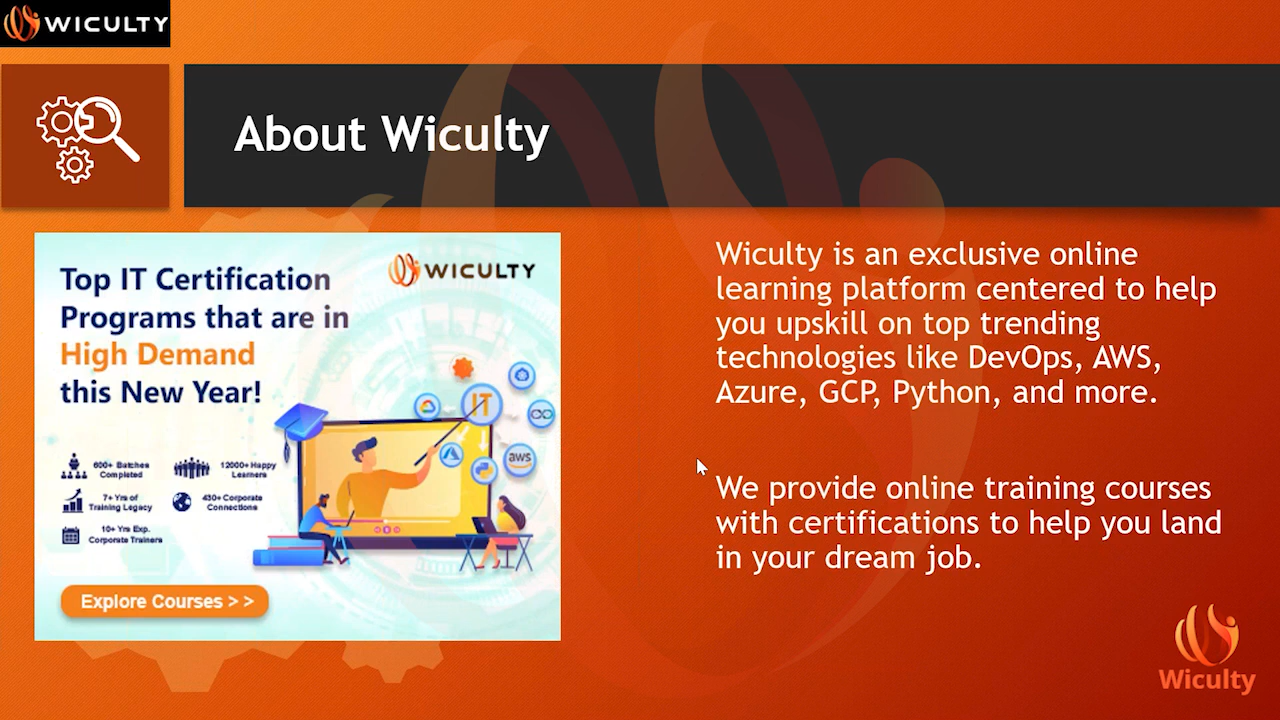 WICULTY
About Wiculty
Top IT Certification
Programs that are in
High Demand
this New Year!
WICULTY
IT
aws
600+ Batches
Completed
12000+ Happy
Learners
7+ Yrs of
Training Legacy
430+ Corporate
Connections
10+ Yrs Exp.
Corporate Trainers
Explore Courses > >
Wiculty is an exclusive online
learning platform centered to help
you upskill on top trending
technologies like DevOps, AWS,
Azure, GCP, Python, and more.
We provide online training courses
with certifications to help you land
in your dream job.
Wiculty